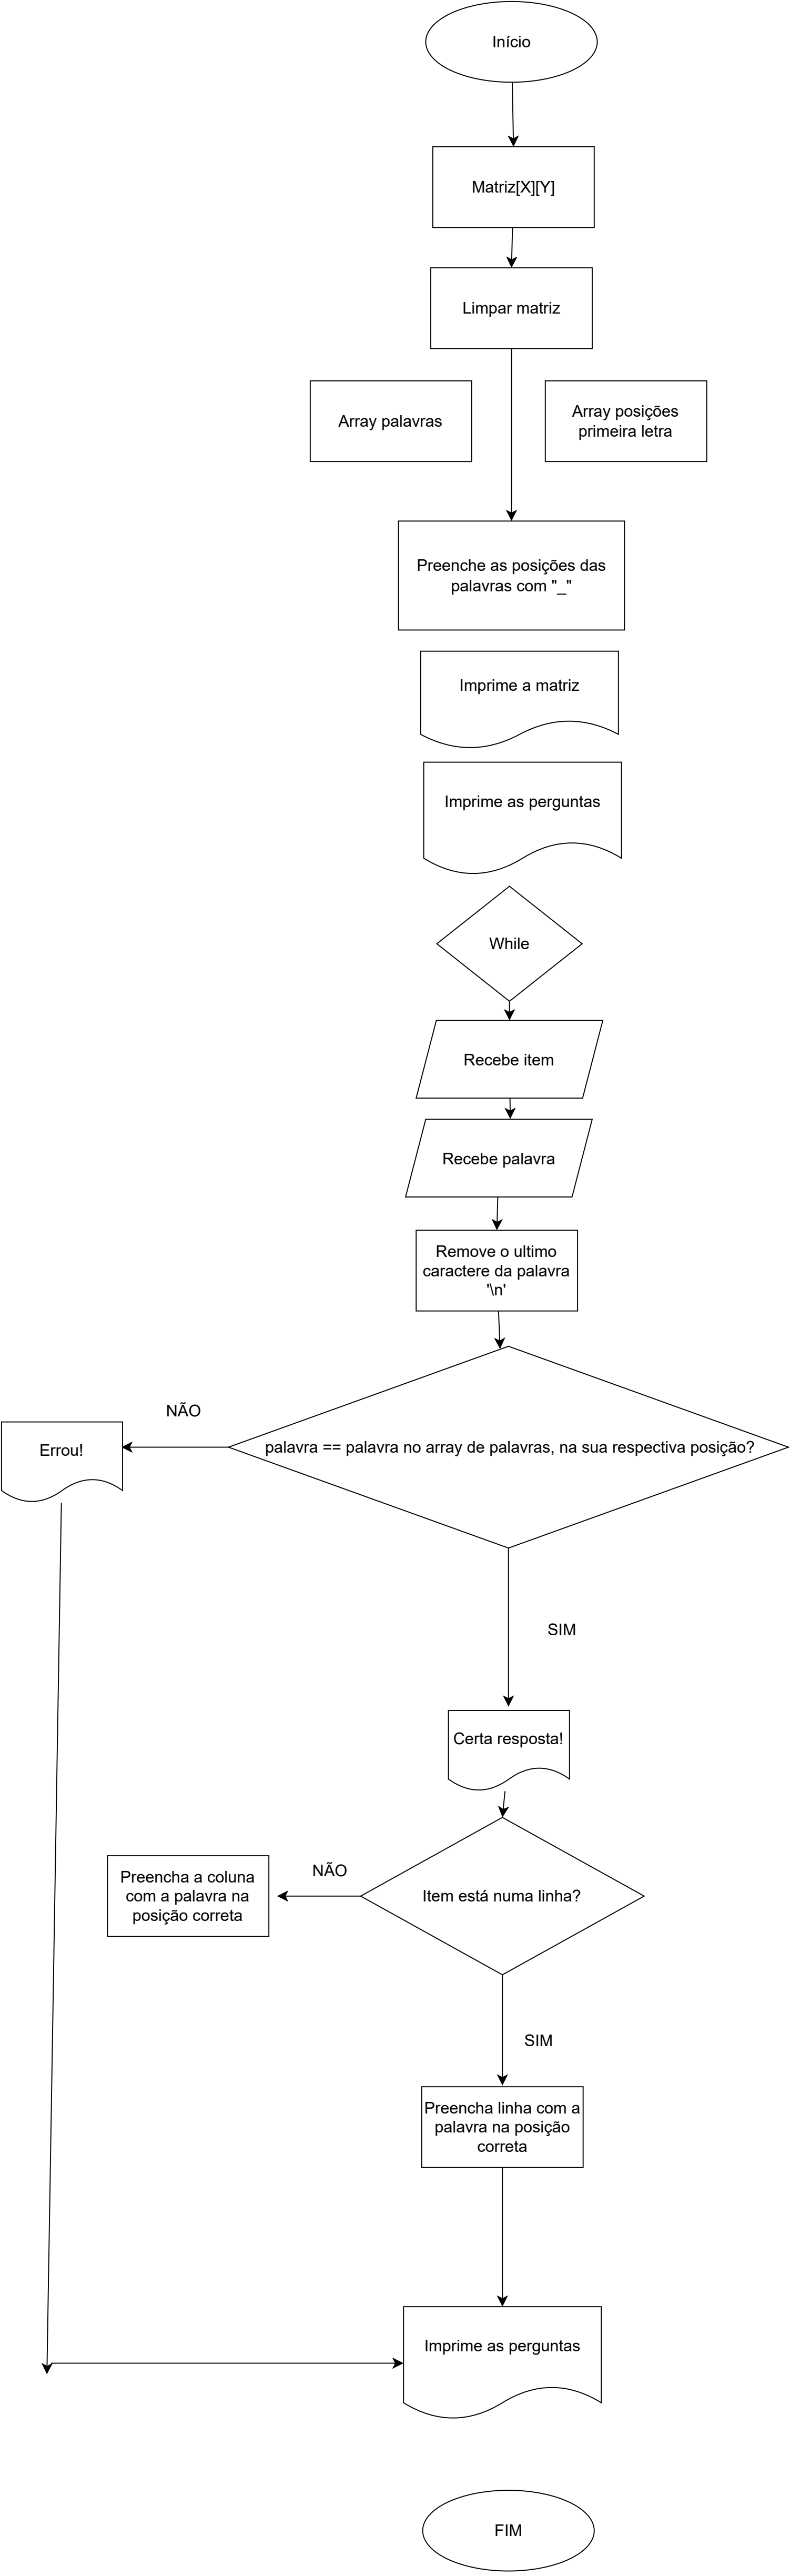 Início
Matriz[X][Y]
Limpar matriz
Array palavras
Array posições
primeira letra
Preenche as posições das
palavras com "_"
Imprime a matriz
Imprime as perguntas
While
Recebe item
Recebe palavra
Remove o ultimo
caractere da palavra
'\n'
NÃO
Errou!
palavra == palavra no array de palavras, na sua respectiva posição?
SIM
Certa resposta!
NÃO
Preencha a coluna
com a palavra na
posição correta
Item está numa linha?
SIM
Preencha linha com a
palavra na posição
correta
Imprime as perguntas
FIM